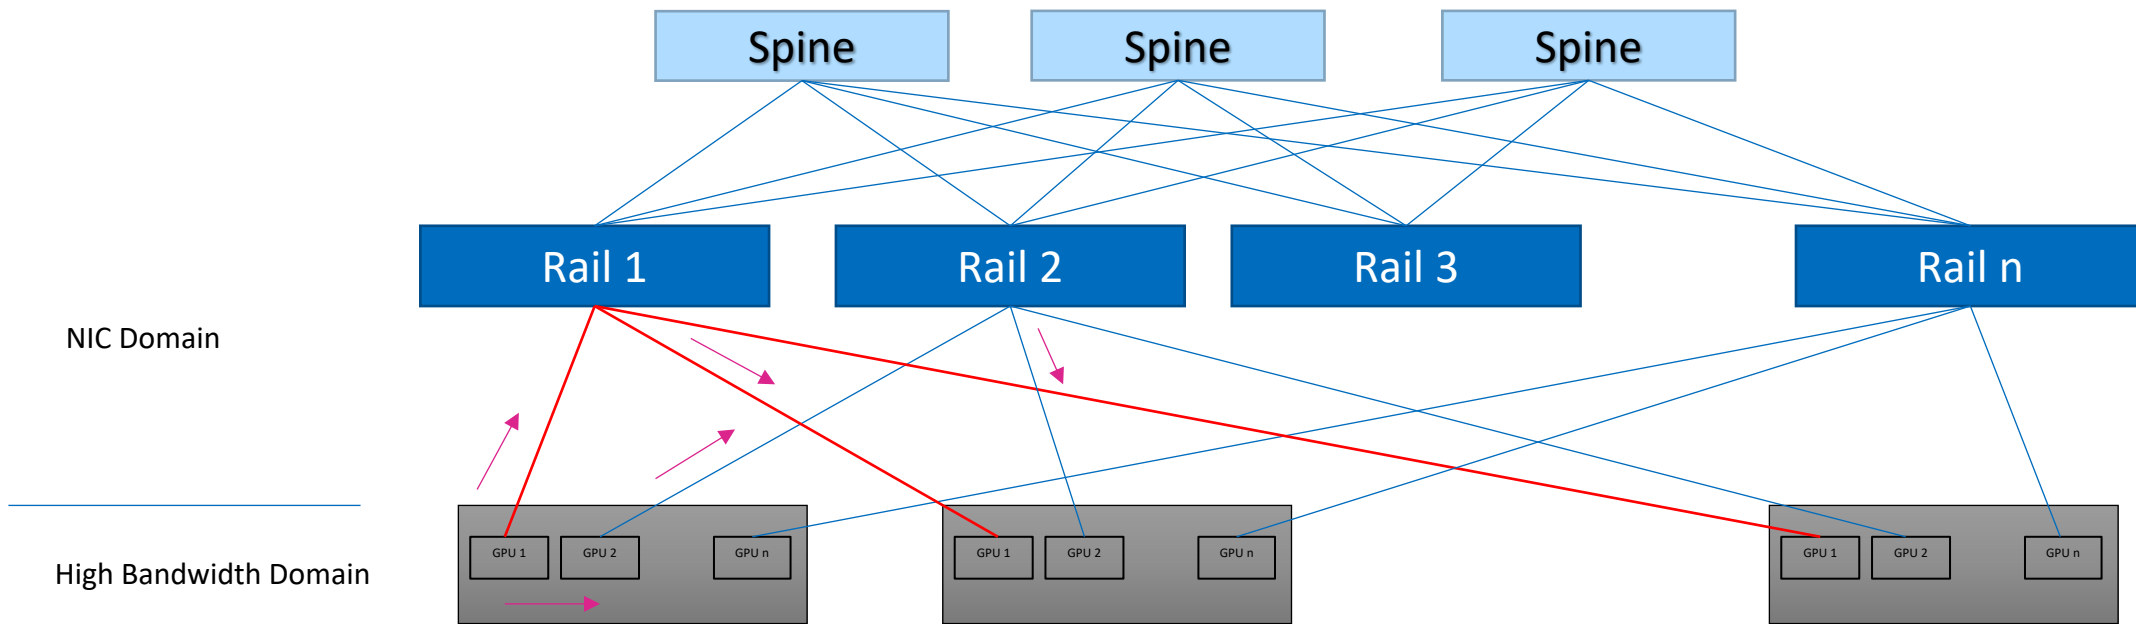 Spine
Spine
Spine
Rail 1
Rail 2
Rail 3
Rail n
NIC Domain
High Bandwidth Domain
GPU 1
GPU 2
GPU n
GPU 1
GPU 2
GPU n
GPU 1
GPU 2
GPU n